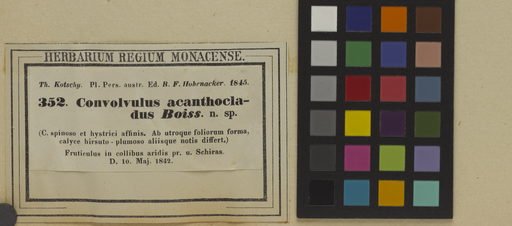 HERBARIUM REGIUM MONACENSE.
Th. Kotschy. Pl. Pers. austr. Ed. R. F. Hohenacker. 1845.
352. Convolvulus acanthocla-
dus Boiss. n. sp.
(C. spinoso et hystrici affinis. Ab utroque foliorum forma,
calyce hirsuto-plumoso aliisque notis differt.)
Fruticulus in collibus aridis pr. u. Schiras.
D. 10. Maj. 1842.